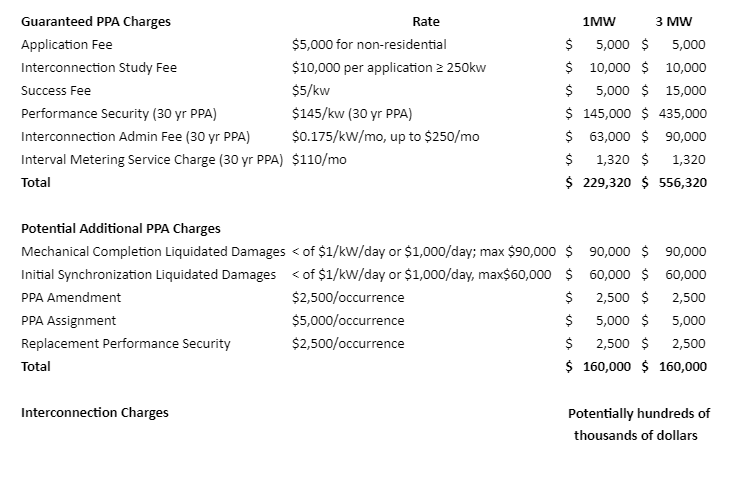 Guaranteed PPA Charges Rate 1MW 3 MW
Application Fee $5,000 for non-residential $ 5,000 $ 5,000
Interconnection Study Fee $10,000 per application ≥ 250kw $ 10,000 $ 10,000
Success Fee $5/kw $ 5,000 $ 15,000
Performance Security (30 yr PPA) $145/kw (30 yr PPA) $ 145,000 $ 435,000
Interconnection Admin Fee (30 yr PPA) $0.175/kW/mo, up to $250/mo $ 63,000 $ 90,000
Interval Metering Service Charge (30 yr PPA) $110/mo $ 1,320 $ 1,320
Total $ 229,320 $ 556,320
Potential Additional PPA Charges
Mechanical Completion Liquidated Damages < of $1/kW/day or $1,000/day; max $90,000 $ 90,000 $ 90,000
Initial Synchronization Liquidated Damages < of $1/kW/day or $1,000/day, max$60,000 $ 60,000 $ 60,000
PPA Amendment $2,500/occurrence $ 2,500 $ 2,500
PPA Assignment $5,000/occurrence $ 5,000 $ 5,000
Replacement Performance Security $2,500/occurrence $ 2,500 $ 2,500
Total $ 160,000 $ 160,000
Interconnection Charges Potentially hundreds of
thousands of dollars